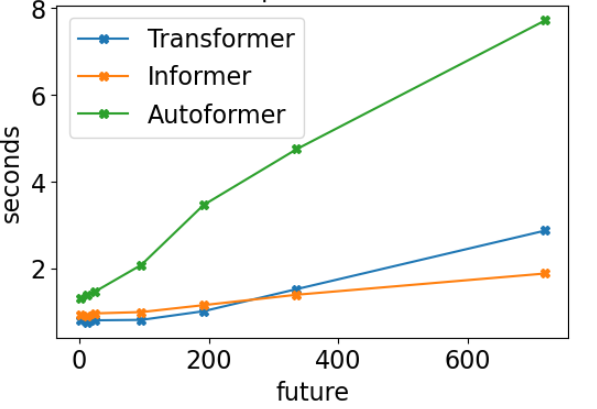 8
6
4
2
seconds
Transformer
Informer
Autoformer
0 200 400 600
future